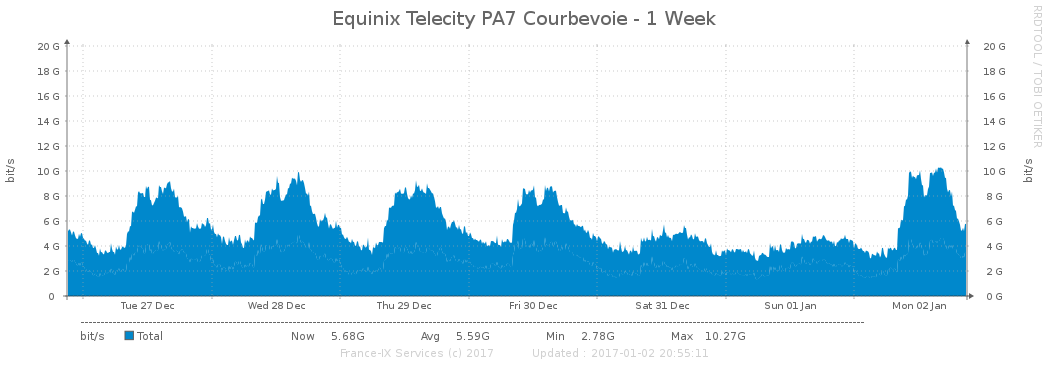 Equinix Telecity PA7 Courbevoie - 1 Week
RRDTOOL / TOBI OETIKER
20 G 20 G
18 G 18 G
16 G 16 G
14 G 14 G
12 G 12 G
10 G 10 G
8 G 8 G
6 G 6 G
4 G 4 G
2 G 2 G
0 0 G
bit/s
bit/s
Tue 27 Dec Wed 28 Dec Thu 29 Dec Fri 30 Dec Sat 31 Dec Sun 01 Jan Mon 02 Jan
bit/s Total Now 5.68G Avg 5.59G Min 2.78G Max 10.27G
France-IX Services (c) 2017 Updated : 2017-01-02 20:55:11